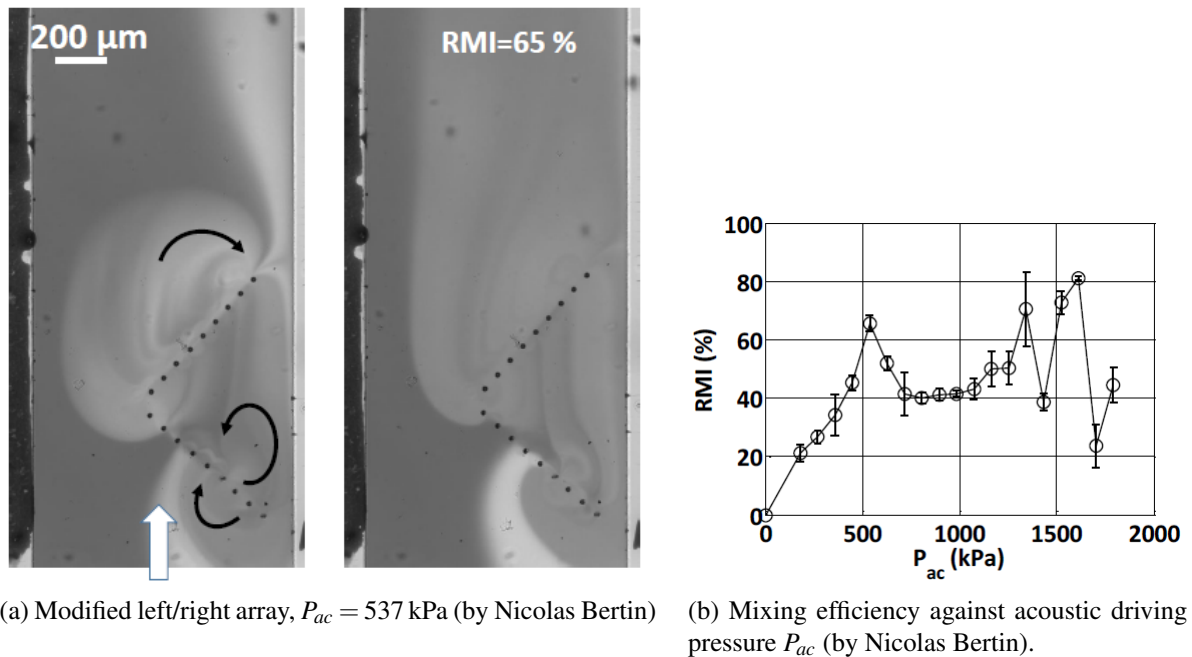 200 µm
RMI=65 %
100
80
60
40
20
0
RMI (%)
0 500 1000 1500 2000
P_ac (kPa)
(a) Modified left/right array, P_ac = 537 kPa (by Nicolas Bertin)
(b) Mixing efficiency against acoustic driving
pressure P_ac (by Nicolas Bertin).